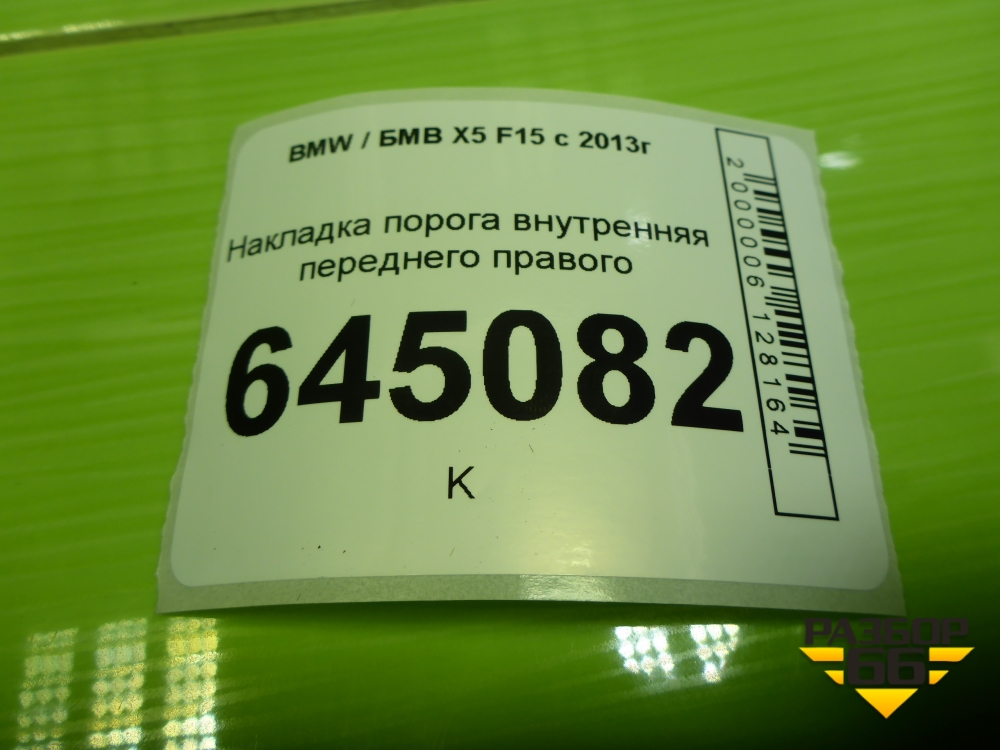 BMW / БМВ X5 F15 с 2013г
Накладка порога внутренняя
переднего правого
645082
К
2000006128164
РАЗБОР
66